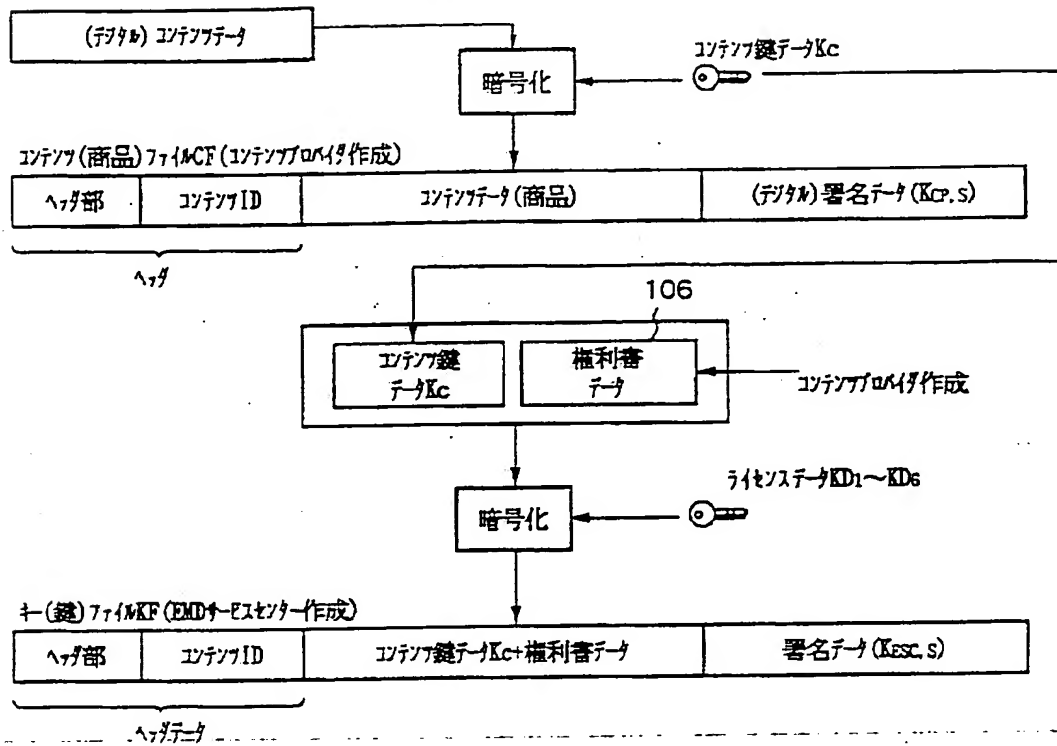 (デジタル) コンテンツデータ
暗号化
コンテンツ鍵データKc
コンテンツ(商品)ファイルCF(コンテンツプロバイダ作成)
ヘッダ部
コンテンツID
コンテンツデータ(商品)
(デジタル)署名データ(KCP,S)
ヘッダ
106
コンテンツ鍵
データKc
権利書
データ
コンテンツプロバイダ作成
ライセンスデータKD1〜KD6
暗号化
キー(鍵)ファイルKF(EMDサービスセンター作成)
ヘッダ部
コンテンツID
コンテンツ鍵データKc+権利書データ
署名データ(KESC,S)
ヘッダデータ